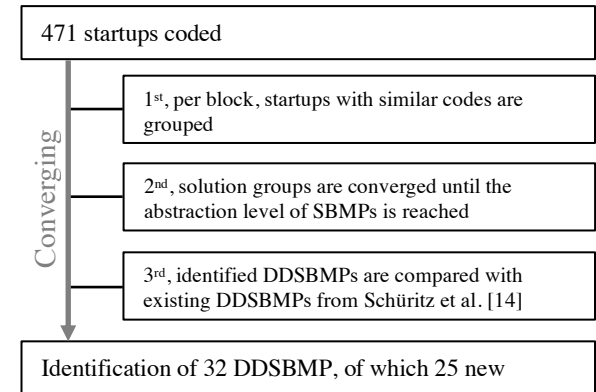 471 startups coded
Converging
1st, per block, startups with similar codes are
grouped
2nd, solution groups are converged until the
abstraction level of SBMPs is reached
3rd, identified DDSBMPs are compared with
existing DDSBMPs from Schüritz et al. [14]
Identification of 32 DDSBMP, of which 25 new